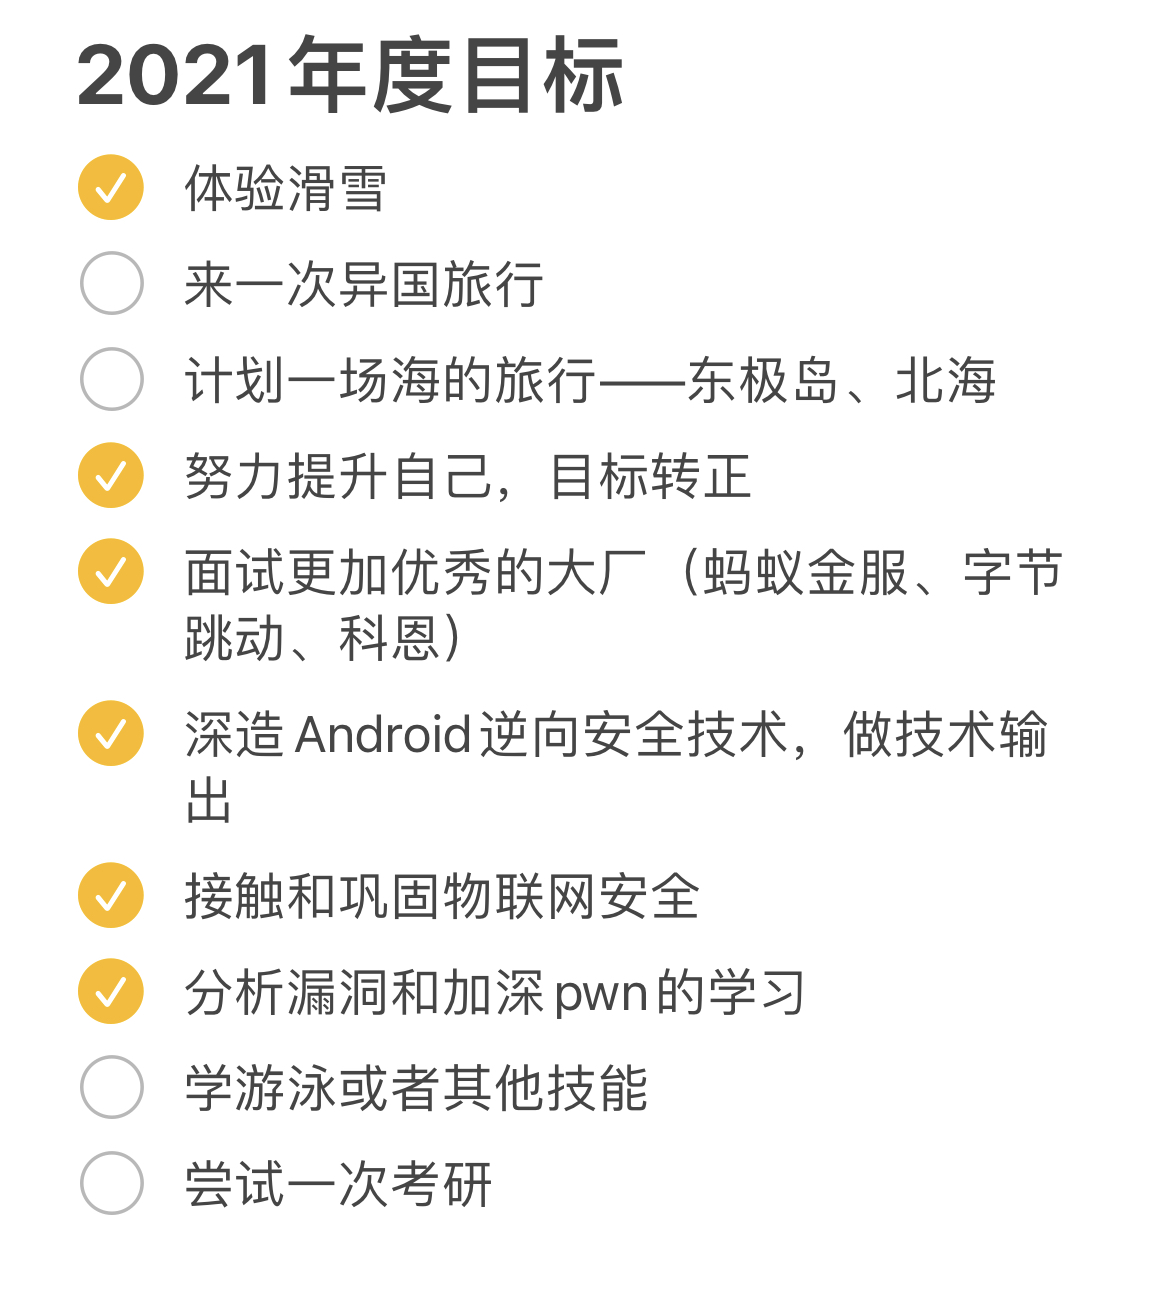 2021年度目标
体验滑雪
来一次异国旅行
计划一场海的旅行——东极岛、北海
努力提升自己，目标转正
面试更加优秀的大厂（蚂蚁金服、字节
跳动、科恩）
深造Android逆向安全技术，做技术输
出
接触和巩固物联网安全
分析漏洞和加深pwn的学习
学游泳或者其他技能
尝试一次考研